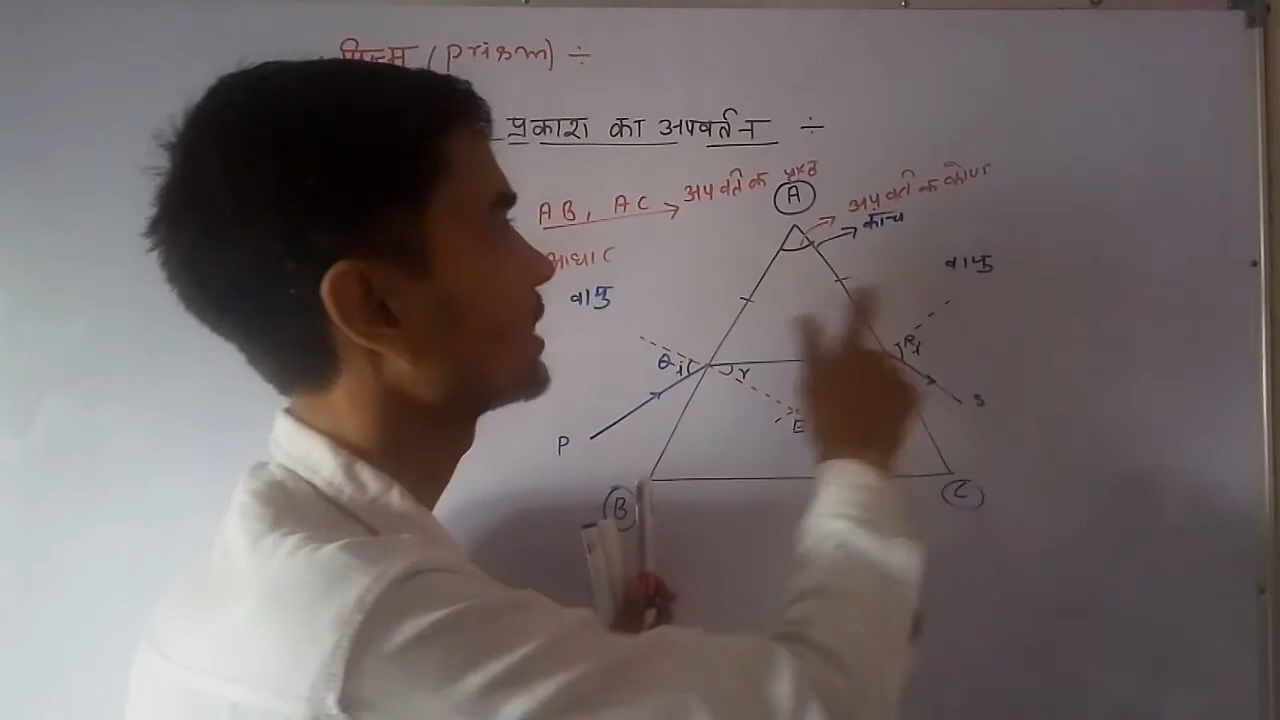 प्रिज्म (prism) ÷
प्रकाश का अपवर्तन ÷
AB, AC → अपवर्तक पृष्ठ
A
अपवर्तक कोण
काँच
आधार
वायु
वायु
i
r
P
E
S
B
C